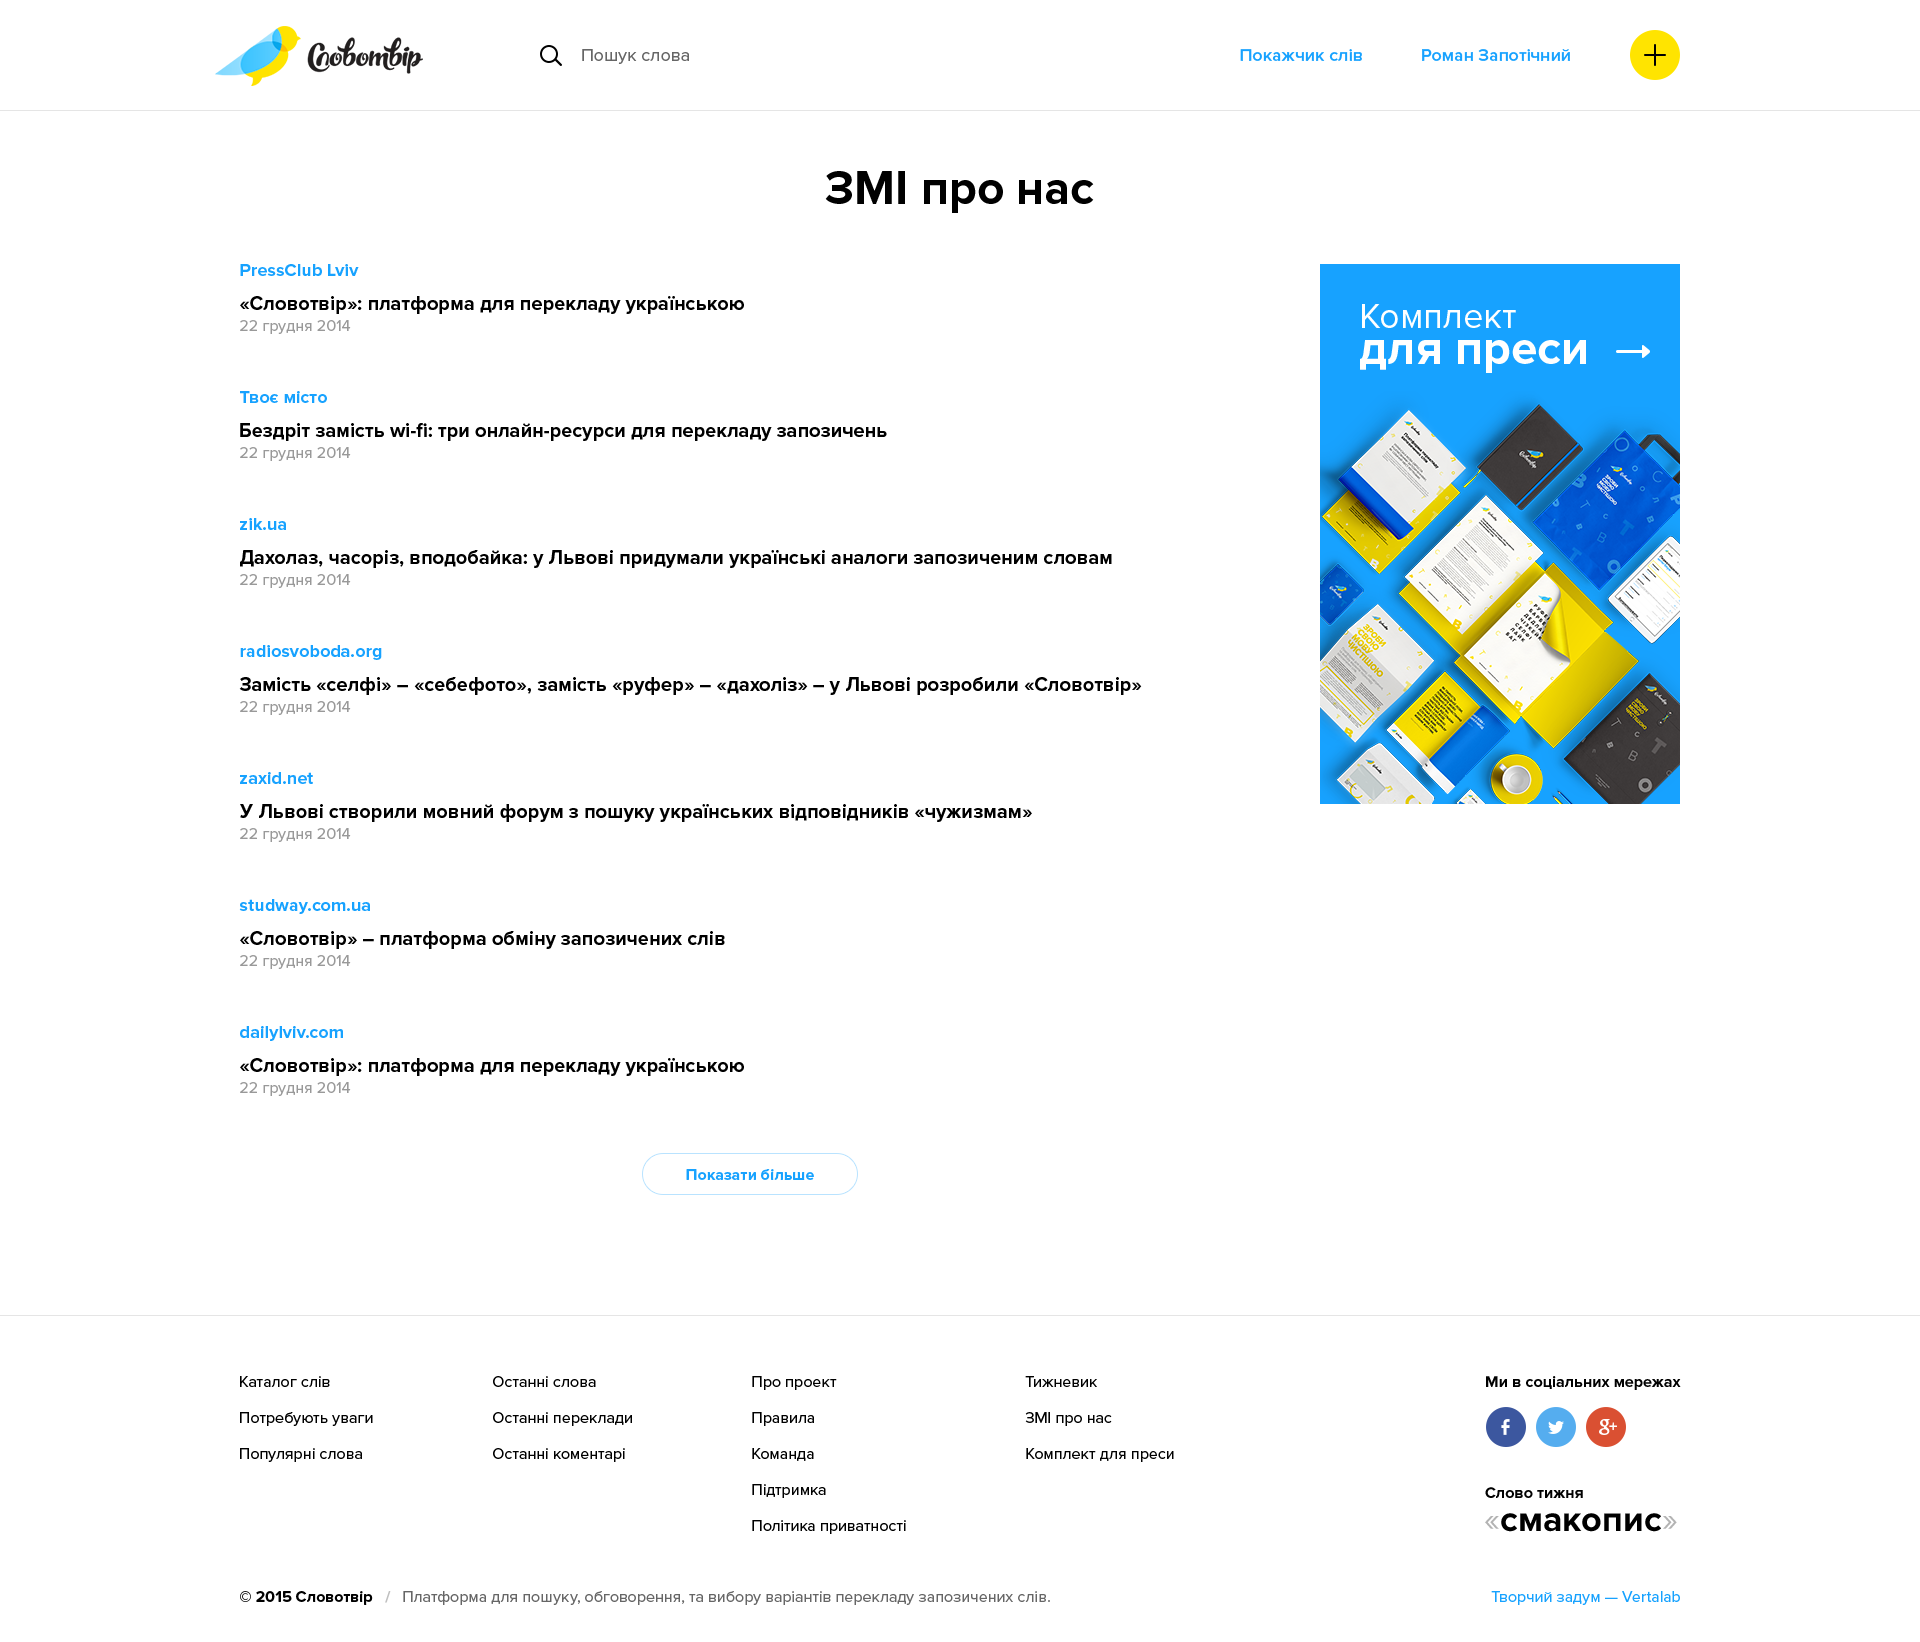 Словотвір
Пошук слова
Покажчик слів
Роман Запотічний
ЗМІ про нас
PressClub Lviv
«Словотвір»: платформа для перекладу українською
22 грудня 2014
Твоє місто
Бездріт замість wi-fi: три онлайн-ресурси для перекладу запозичень
22 грудня 2014
zik.ua
Дахолаз, часоріз, вподобайка: у Львові придумали українські аналоги запозиченим словам
22 грудня 2014
radiosvoboda.org
Замість «селфі» – «себефото», замість «руфер» – «дахоліз» – у Львові розробили «Словотвір»
22 грудня 2014
zaxid.net
У Львові створили мовний форум з пошуку українських відповідників «чужизмам»
22 грудня 2014
studway.com.ua
«Словотвір» – платформа обміну запозичених слів
22 грудня 2014
dailylviv.com
«Словотвір»: платформа для перекладу українською
22 грудня 2014
Показати більше
Комплект
для преси
ЗРОБИ
СВОЮ
МОВУ
ЧИСТІШОЮ
Каталог слів
Потребують уваги
Популярні слова
Останні слова
Останні переклади
Останні коментарі
Про проект
Правила
Команда
Підтримка
Політика приватності
Тижневик
ЗМІ про нас
Комплект для преси
Ми в соціальних мережах
Слово тижня
«смакопис»
© 2015 Словотвір / Платформа для пошуку, обговорення, та вибору варіантів перекладу запозичених слів.
Творчий задум — Vertalab